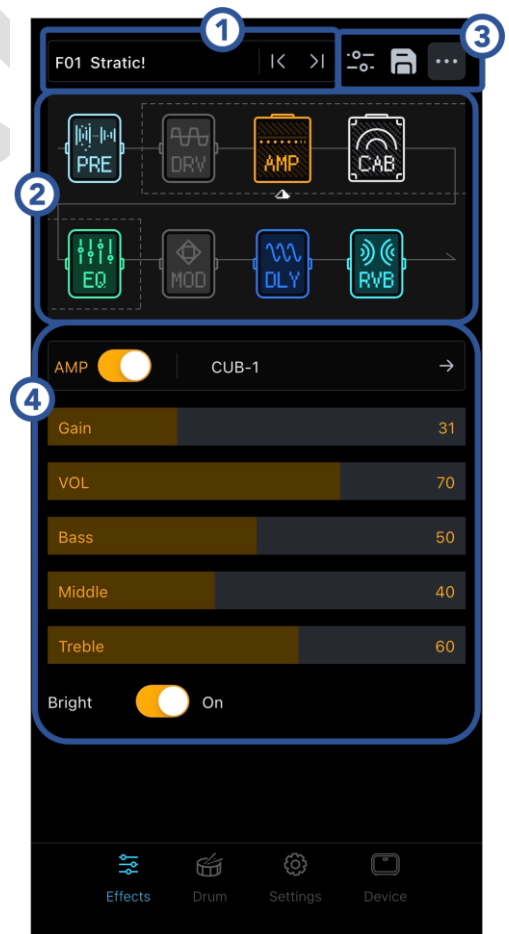 1
3
F01 Stratic!
2
PRE
DRV
AMP
CAB
EQ
MOD
DLY
RVB
4
AMP CUB-1
Gain 31
VOL 70
Bass 50
Middle 40
Treble 60
Bright On
Effects Drum Settings Device